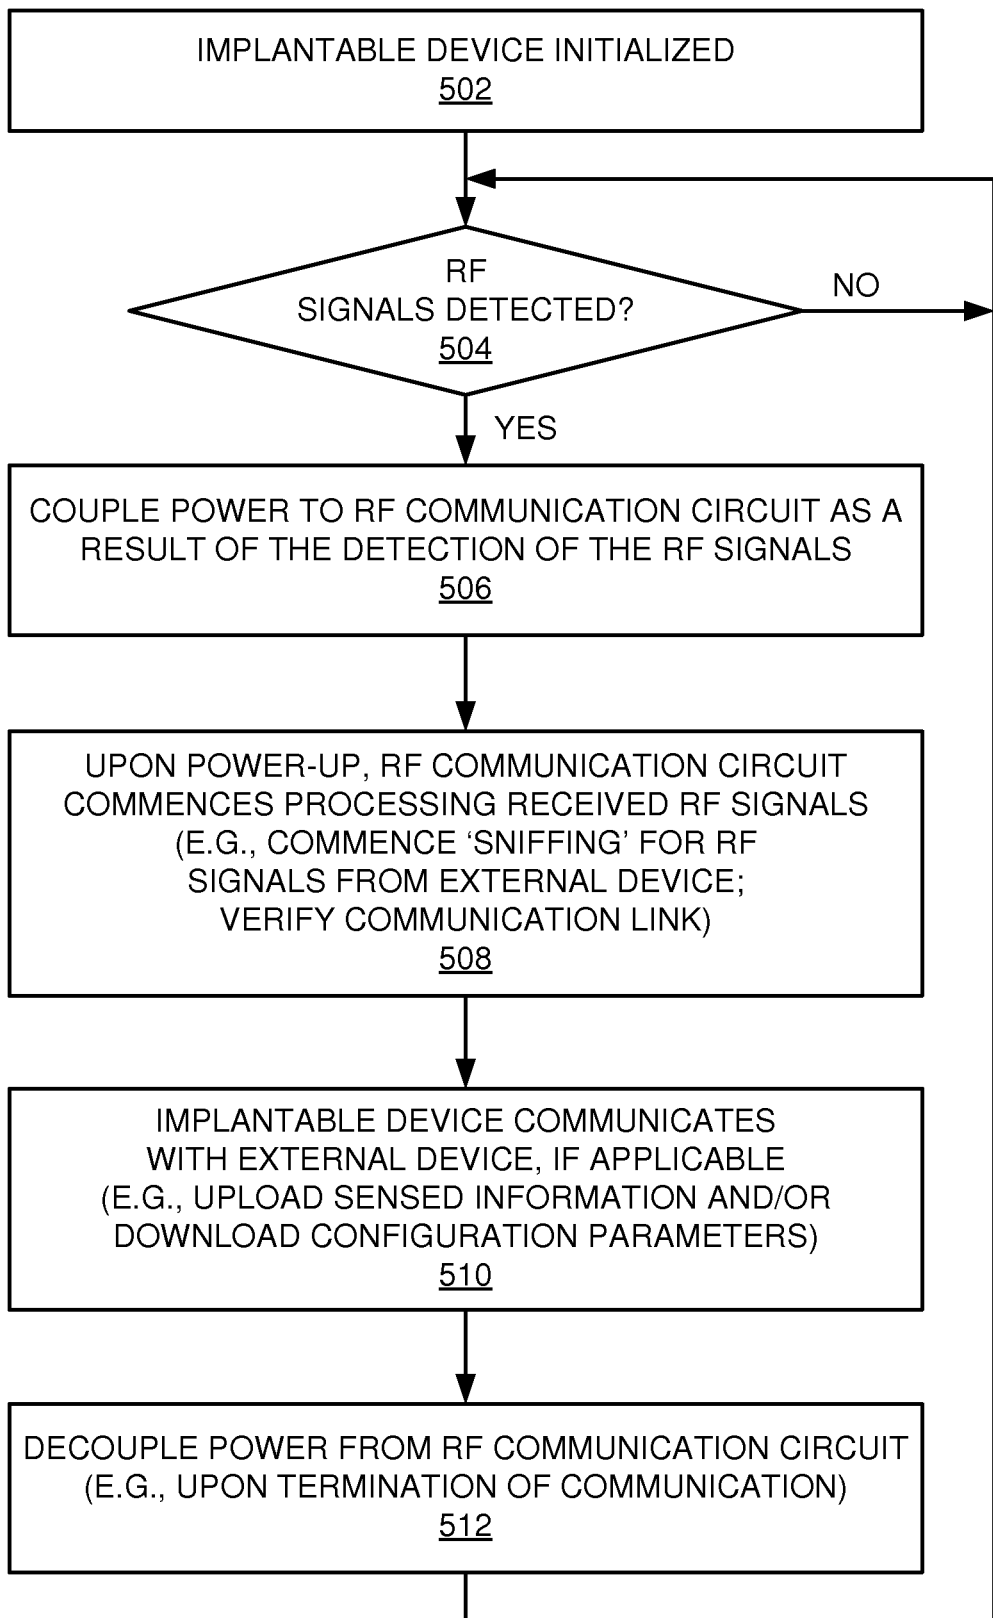 IMPLANTABLE DEVICE INITIALIZED
502
RF
SIGNALS DETECTED?
504
NO
YES
COUPLE POWER TO RF COMMUNICATION CIRCUIT AS A
RESULT OF THE DETECTION OF THE RF SIGNALS
506
UPON POWER-UP, RF COMMUNICATION CIRCUIT
COMMENCES PROCESSING RECEIVED RF SIGNALS
(E.G., COMMENCE ‘SNIFFING’ FOR RF
SIGNALS FROM EXTERNAL DEVICE;
VERIFY COMMUNICATION LINK)
508
IMPLANTABLE DEVICE COMMUNICATES
WITH EXTERNAL DEVICE, IF APPLICABLE
(E.G., UPLOAD SENSED INFORMATION AND/OR
DOWNLOAD CONFIGURATION PARAMETERS)
510
DECOUPLE POWER FROM RF COMMUNICATION CIRCUIT
(E.G., UPON TERMINATION OF COMMUNICATION)
512